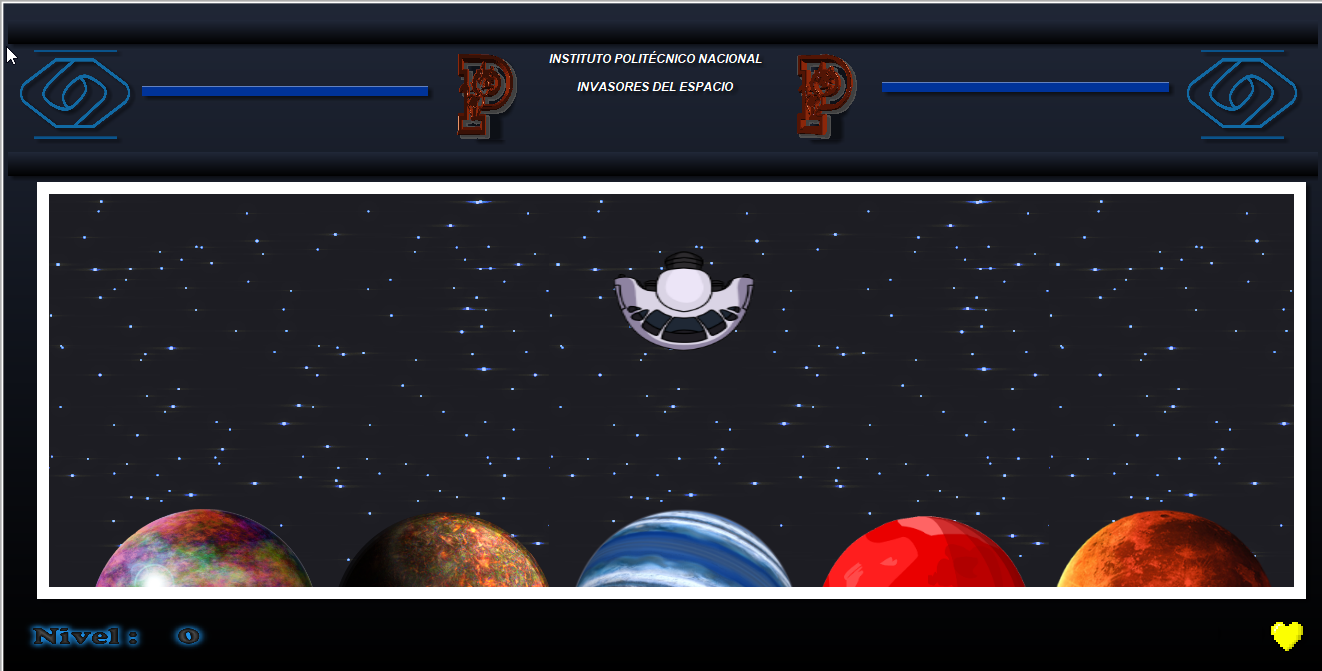 INSTITUTO POLITÉCNICO NACIONAL
INVASORES DEL ESPACIO
P P
Nivel : 0